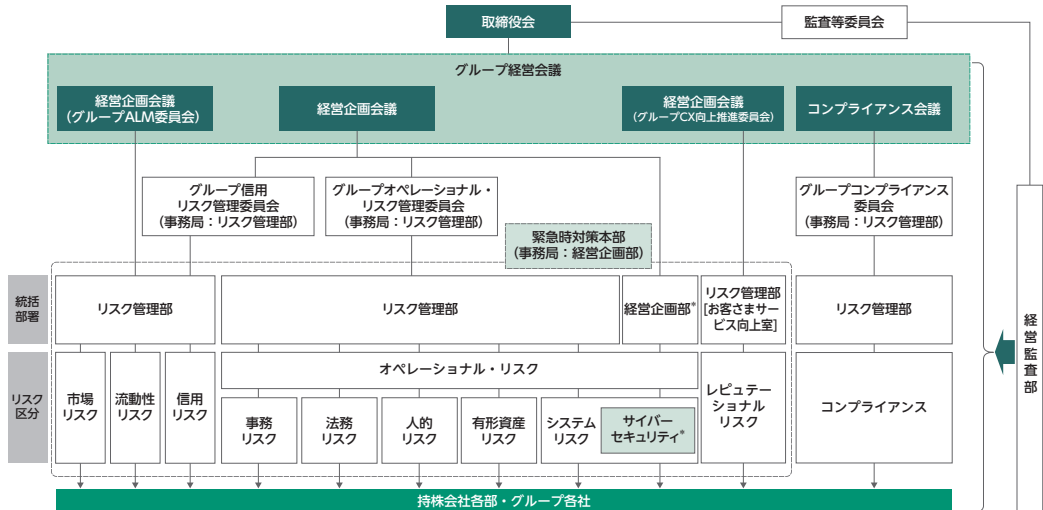 取締役会
監査等委員会
グループ経営会議
経営企画会議
(グループALM委員会)
経営企画会議
経営企画会議
(グループCX向上推進委員会)
コンプライアンス会議
グループ信用
リスク管理委員会
(事務局：リスク管理部)
グループオペレーショナル・
リスク管理委員会
(事務局：リスク管理部)
グループコンプライアンス
委員会
(事務局：リスク管理部)
緊急時対策本部
(事務局：経営企画部)
統括
部署
リスク管理部
リスク管理部
経営企画部*
リスク管理部
[お客さまサー
ビス向上室]
リスク管理部
経営監査部
リスク
区分
市場
リスク
流動性
リスク
信用
リスク
オペレーショナル・リスク
事務
リスク
法務
リスク
人的
リスク
有形資産
リスク
システム
リスク
サイバー
セキュリティ*
レピュテー
ショナル
リスク
コンプライアンス
持株会社各部・グループ各社